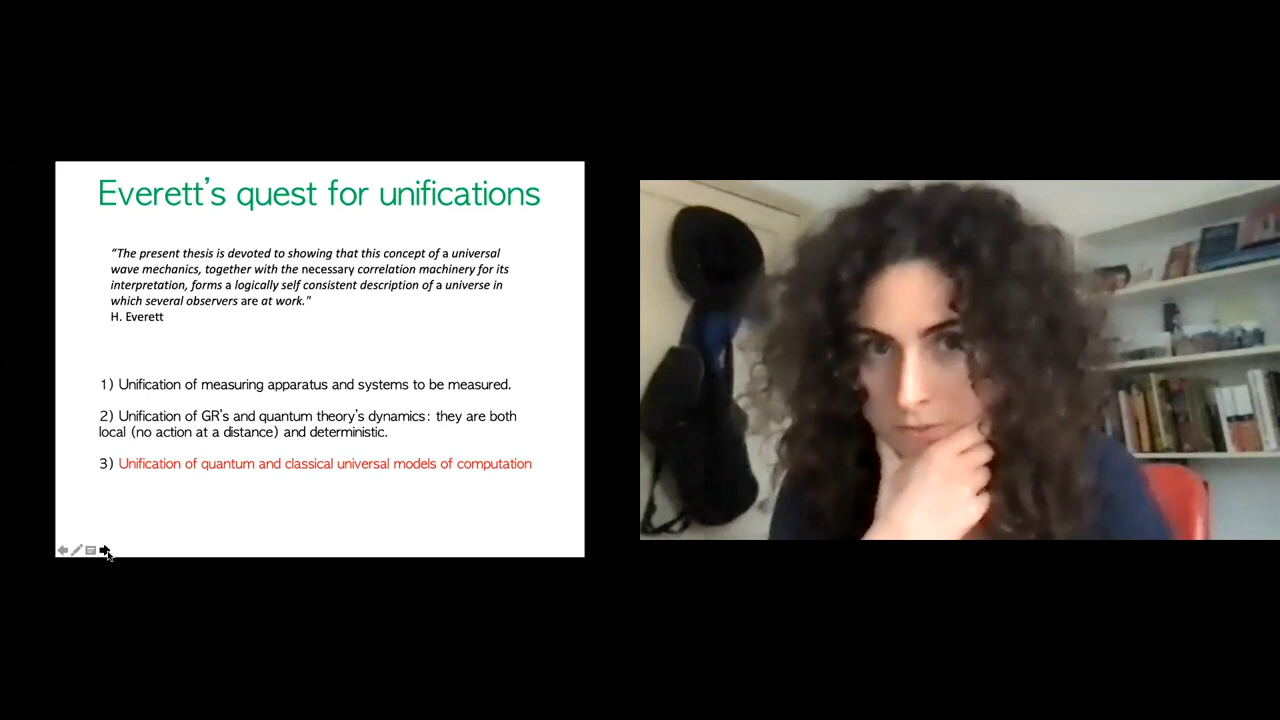 Everett’s quest for unifications
“The present thesis is devoted to showing that this concept of a universal
wave mechanics, together with the necessary correlation machinery for its
interpretation, forms a logically self consistent description of a universe in
which several observers are at work."
H. Everett
1) Unification of measuring apparatus and systems to be measured.
2) Unification of GR’s and quantum theory’s dynamics: they are both
local (no action at a distance) and deterministic.
3) Unification of quantum and classical universal models of computation